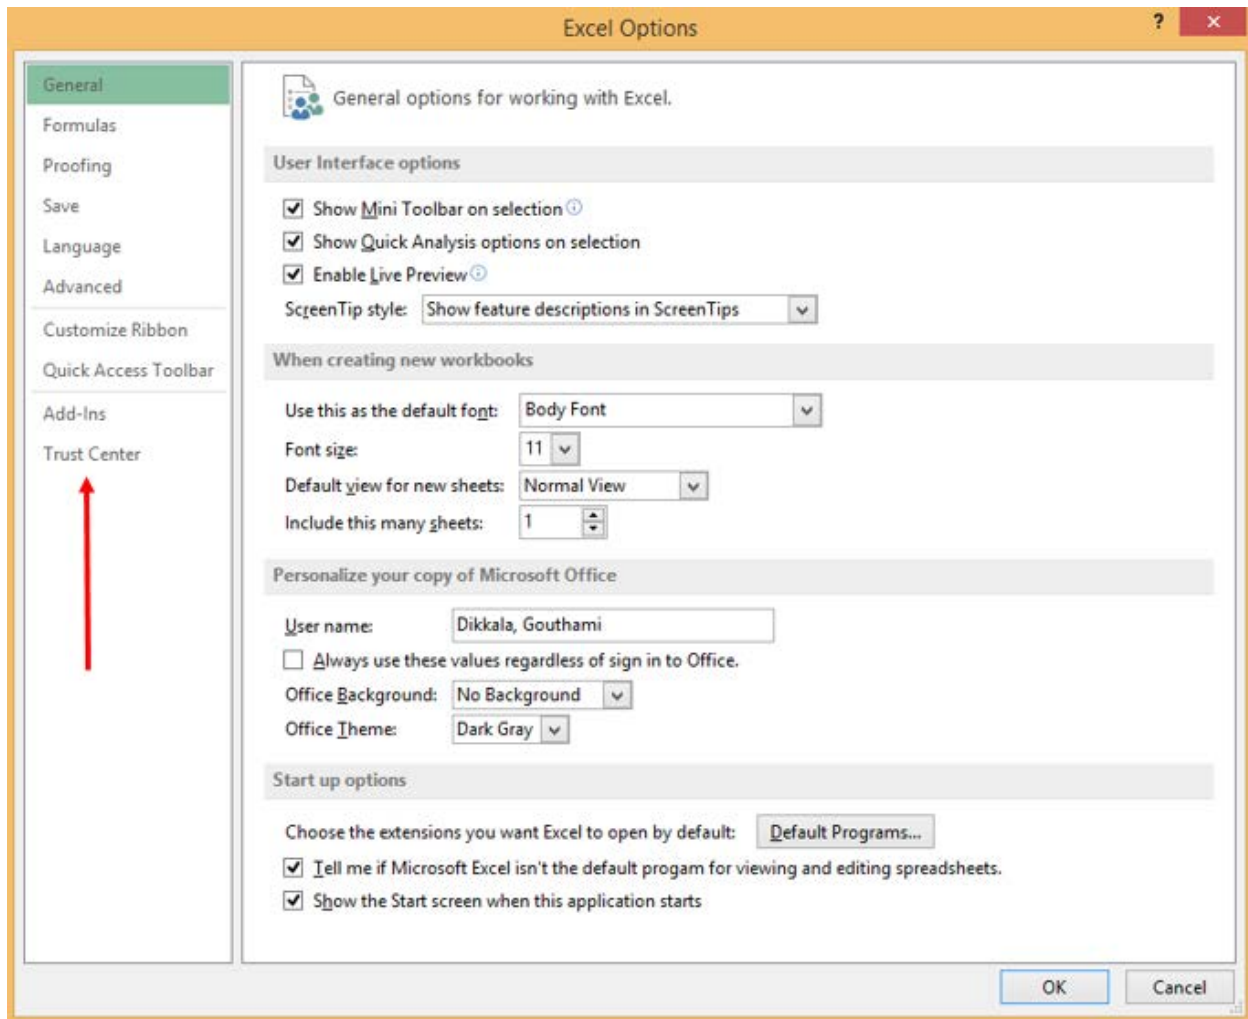 Excel Options
?
General
Formulas
Proofing
Save
Language
Advanced
Customize Ribbon
Quick Access Toolbar
Add-Ins
Trust Center
General options for working with Excel.
User Interface options
Show Mini Toolbar on selection
Show Quick Analysis options on selection
Enable Live Preview
ScreenTip style: Show feature descriptions in ScreenTips
When creating new workbooks
Use this as the default font: Body Font
Font size: 11
Default view for new sheets: Normal View
Include this many sheets: 1
Personalize your copy of Microsoft Office
User name: Dikkala, Gouthami
Always use these values regardless of sign in to Office.
Office Background: No Background
Office Theme: Dark Gray
Start up options
Choose the extensions you want Excel to open by default: Default Programs...
Tell me if Microsoft Excel isn't the default progam for viewing and editing spreadsheets.
Show the Start screen when this application starts
OK Cancel